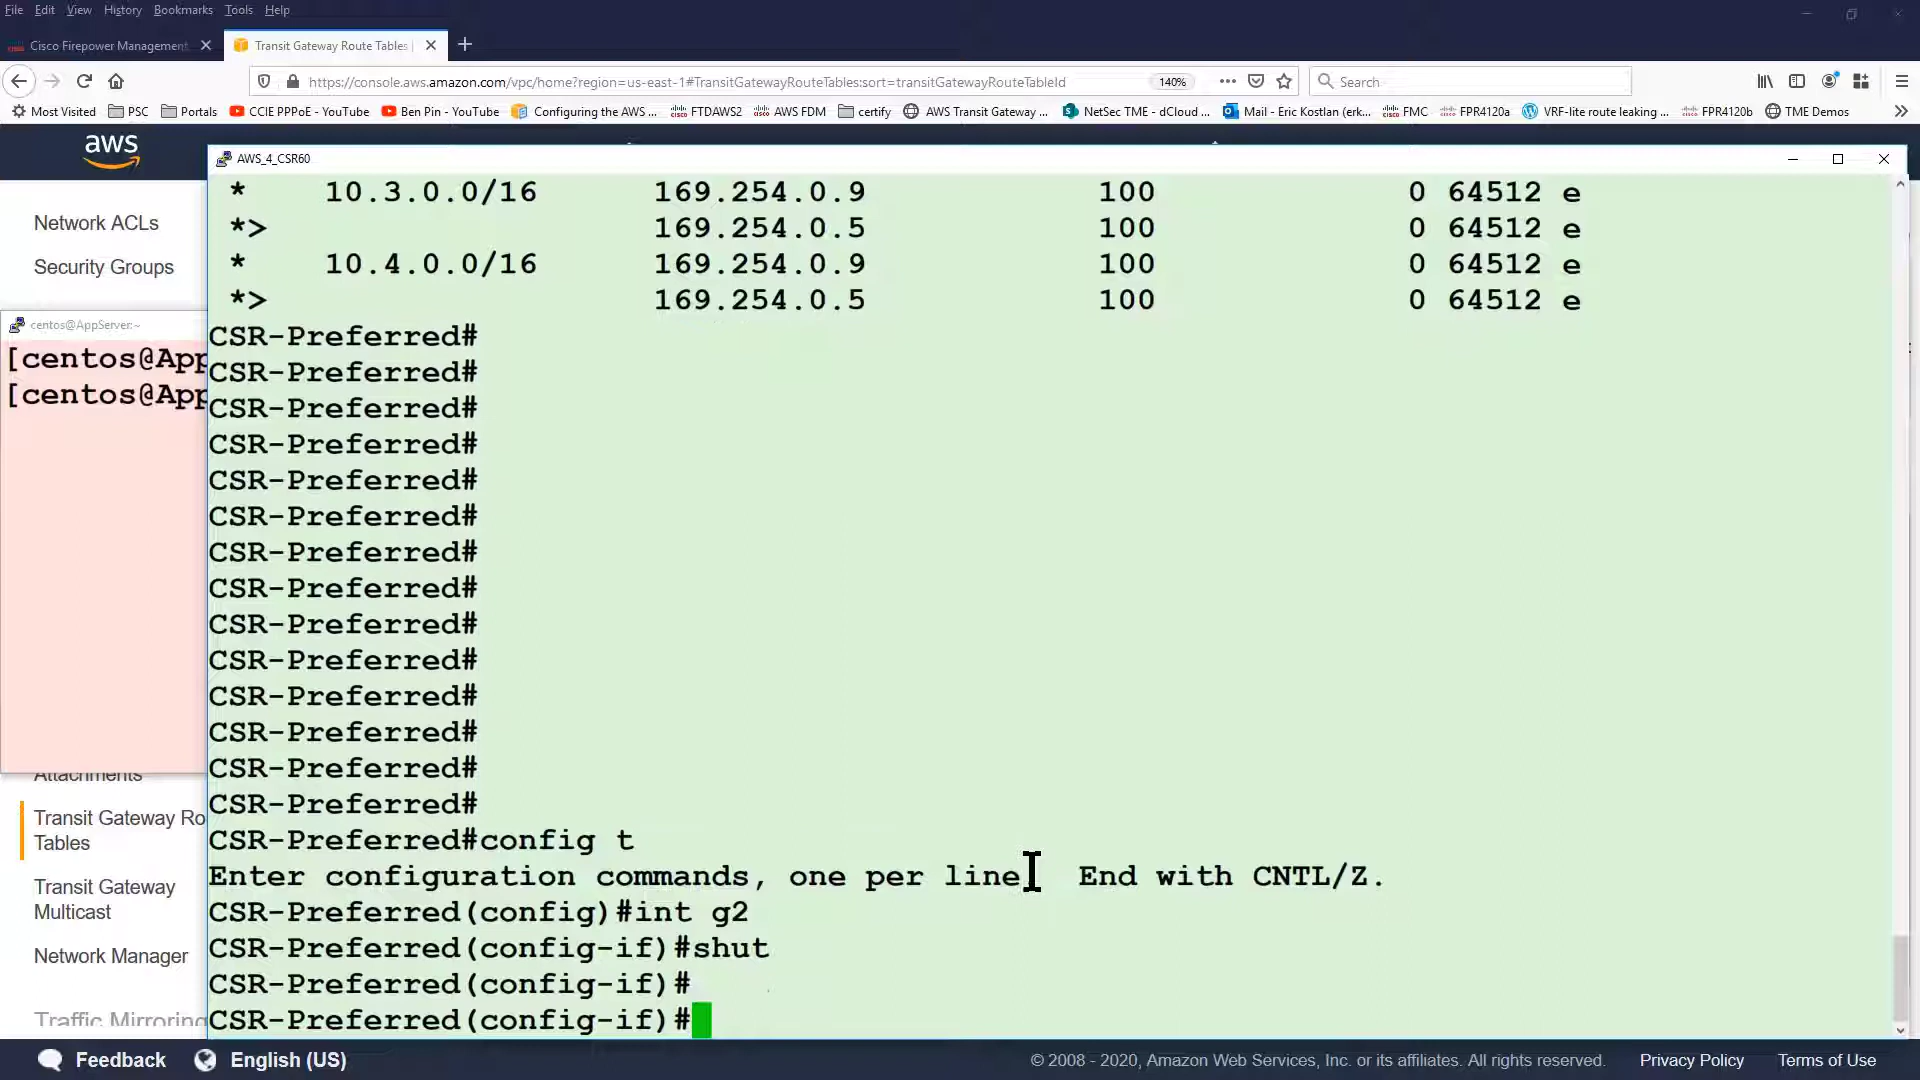 File Edit View History Bookmarks Tools Help
Cisco Firepower Management
Transit Gateway Route Tables |
https://console.aws.amazon.com/vpc/home?region=us-east-1#TransitGatewayRouteTables:sort=transitGatewayRouteTableId
140%
Search
Most Visited PSC Portals CCIE PPPoE - YouTube Ben Pin - YouTube Configuring the AWS ... FTDAWS2 AWS FDM certify AWS Transit Gateway ... NetSec TME - dCloud ... Mail - Eric Kostlan (erk... FMC FPR4120a VRF-lite route leaking ... FPR4120b TME Demos
aws
AWS_4_CSR60
Network ACLs
Security Groups
centos@AppServer:~
[centos@App
[centos@App
Attachments
Transit Gateway Ro
Tables
Transit Gateway
Multicast
Network Manager
Traffic Mirroring
* 10.3.0.0/16 169.254.0.9 100 0 64512 e
*> 169.254.0.5 100 0 64512 e
* 10.4.0.0/16 169.254.0.9 100 0 64512 e
*> 169.254.0.5 100 0 64512 e
CSR-Preferred#
CSR-Preferred#
CSR-Preferred#
CSR-Preferred#
CSR-Preferred#
CSR-Preferred#
CSR-Preferred#
CSR-Preferred#
CSR-Preferred#
CSR-Preferred#
CSR-Preferred#
CSR-Preferred#
CSR-Preferred#
CSR-Preferred#
CSR-Preferred#config t
Enter configuration commands, one per line End with CNTL/Z.
CSR-Preferred(config)#int g2
CSR-Preferred(config-if)#shut
CSR-Preferred(config-if)#
CSR-Preferred(config-if)#
Feedback English (US)
© 2008 - 2020, Amazon Web Services, Inc. or its affiliates. All rights reserved. Privacy Policy Terms of Use